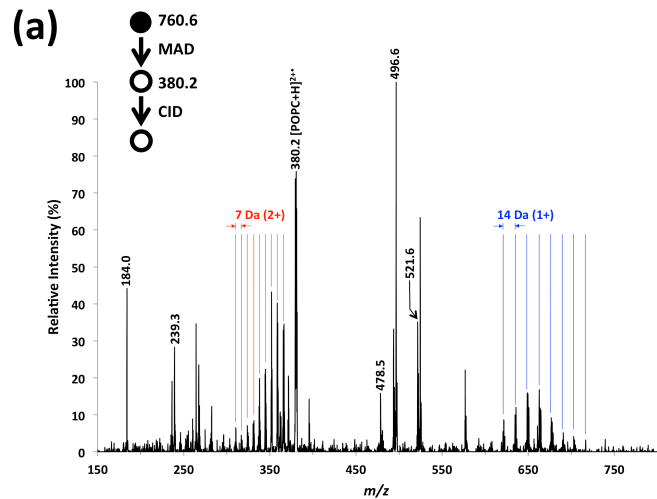 (a)
760.6
MAD
380.2
CID
Relative Intensity (%)
100
90
80
70
60
50
40
30
20
10
0
184.0
239.3
7 Da (2+)
380.2 [POPC+H]²⁺•
478.5
496.6
521.6
14 Da (1+)
150 250 350 450 550 650 750
m/z